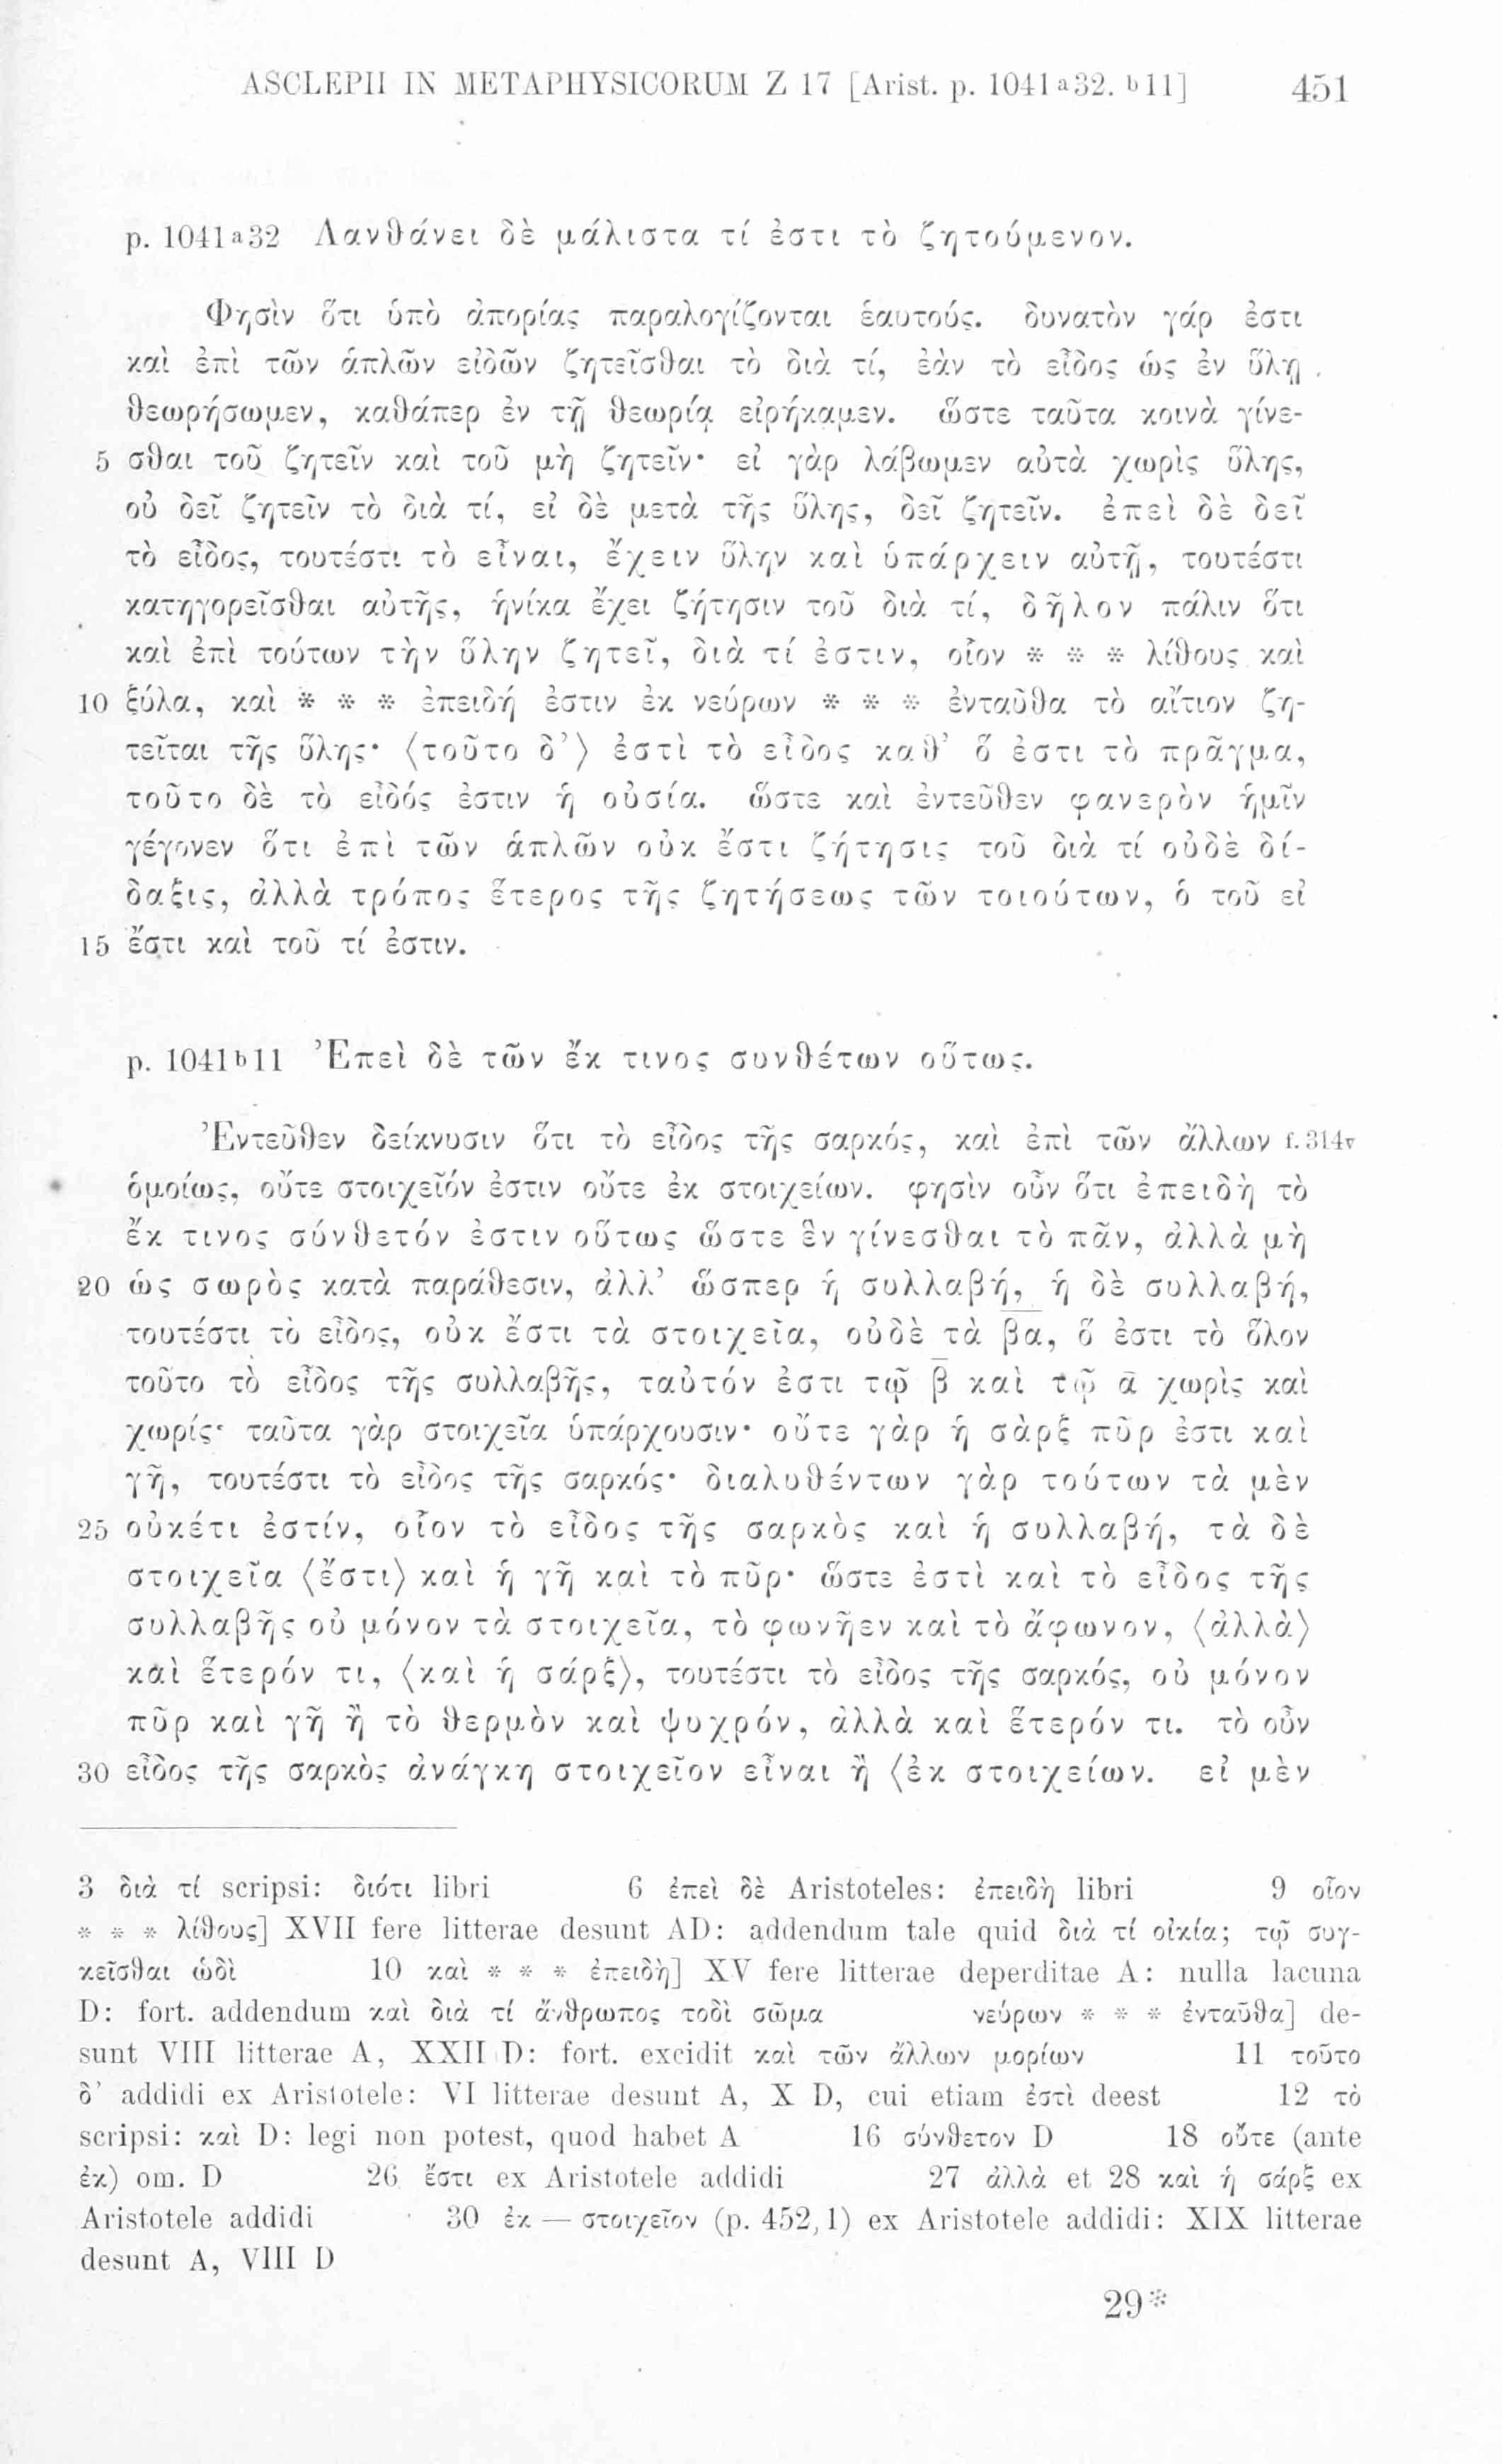 ASCLEPII IN METAPHYSICORUM Z 17 [Arist. p. 1041 a 32. b 11] 451
p. 1041 a 32 Λανθάνει δὲ μάλιστα τί ἐστι τὸ ζητούμενον.
Φησὶν ὅτι ὑπὸ ἀπορίας παραλογίζονται ἑαυτούς. δυνατὸν γάρ ἐστι
καὶ ἐπὶ τῶν ἁπλῶν εἰδῶν ζητεῖσθαι τὸ διὰ τί, ἐὰν τὸ εἶδος ὡς ἐν ὕλῃ
θεωρήσωμεν, καθάπερ ἐν τῇ θεωρίᾳ εἰρήκαμεν. ὥστε ταῦτα κοινὰ γίνε-
5 σθαι τοῦ ζητεῖν καὶ τοῦ μὴ ζητεῖν· εἰ γὰρ λάβωμεν αὐτὰ χωρὶς ὕλης,
οὐ δεῖ ζητεῖν τὸ διὰ τί, εἰ δὲ μετὰ τῆς ὕλης, δεῖ ζητεῖν. ἐπεὶ δὲ δεῖ
τὸ εἶδος, τουτέστι τὸ εἶναι, ἔχειν ὕλην καὶ ὑπάρχειν αὐτῇ, τουτέστι
κατηγορεῖσθαι αὐτῆς, ἡνίκα ἔχει ζήτησιν τοῦ διὰ τί, δῆλον πάλιν ὅτι
καὶ ἐπὶ τούτων τὴν ὕλην ζητεῖ, διὰ τί ἐστιν, οἷον * * * λίθους καὶ
10 ξύλα, καὶ * * * ἐπειδή ἐστιν ἐκ νεύρων * * * ἐνταῦθα τὸ αἴτιον ζη-
τεῖται τῆς ὕλης· ⟨τοῦτο δ’⟩ ἐστὶ τὸ εἶδος καθ’ ὅ ἐστι τὸ πρᾶγμα,
τοῦτο δὲ τὸ εἶδός ἐστιν ἡ οὐσία. ὥστε καὶ ἐντεῦθεν φανερὸν ἡμῖν
γέγονεν ὅτι ἐπὶ τῶν ἁπλῶν οὐκ ἔστι ζήτησις τοῦ διὰ τί οὐδὲ δί-
δαξις, ἀλλὰ τρόπος ἕτερος τῆς ζητήσεως τῶν τοιούτων, ὁ τοῦ εἰ
15 ἔστι καὶ τοῦ τί ἐστιν.
p. 1041 b 11 Ἐπεὶ δὲ τῶν ἔκ τινος συνθέτων οὕτως.
Ἐντεῦθεν δείκνυσιν ὅτι τὸ εἶδος τῆς σαρκός, καὶ ἐπὶ τῶν ἄλλων f. 314v
ὁμοίως, οὔτε στοιχεῖόν ἐστιν οὔτε ἐκ στοιχείων. φησὶν οὖν ὅτι ἐπειδὴ τὸ
ἔκ τινος σύνθετόν ἐστιν οὕτως ὥστε ἓν γίνεσθαι τὸ πᾶν, ἀλλὰ μὴ
20 ὡς σωρὸς κατὰ παράθεσιν, ἀλλ’ ὥσπερ ἡ συλλαβή, ἡ δὲ συλλαβή,
τουτέστι τὸ εἶδος, οὐκ ἔστι τὰ στοιχεῖα, οὐδὲ τὰ β̅α̅, ὅ ἐστι τὸ ὅλον
τοῦτο τὸ εἶδος τῆς συλλαβῆς, ταὐτόν ἐστι τῷ β̅ καὶ τῷ α̅ χωρὶς καὶ
χωρίς· ταῦτα γὰρ στοιχεῖα ὑπάρχουσιν· οὔτε γὰρ ἡ σὰρξ πῦρ ἐστι καὶ
γῆ, τουτέστι τὸ εἶδος τῆς σαρκός· διαλυθέντων γὰρ τούτων τὰ μὲν
25 οὐκέτι ἐστίν, οἷον τὸ εἶδος τῆς σαρκὸς καὶ ἡ συλλαβή, τὰ δὲ
στοιχεῖα ⟨ἔστι⟩ καὶ ἡ γῆ καὶ τὸ πῦρ· ὥστε ἐστὶ καὶ τὸ εἶδος τῆς
συλλαβῆς οὐ μόνον τὰ στοιχεῖα, τὸ φωνῆεν καὶ τὸ ἄφωνον, ⟨ἀλλὰ⟩
καὶ ἕτερόν τι, ⟨καὶ ἡ σάρξ⟩, τουτέστι τὸ εἶδος τῆς σαρκός, οὐ μόνον
πῦρ καὶ γῆ ἢ τὸ θερμὸν καὶ ψυχρόν, ἀλλὰ καὶ ἕτερόν τι. τὸ οὖν
30 εἶδος τῆς σαρκὸς ἀνάγκη στοιχεῖον εἶναι ἢ ⟨ἐκ στοιχείων. εἰ μὲν
3 διὰ τί scripsi: διότι libri 6 ἐπεὶ δὲ Aristoteles: ἐπειδὴ libri 9 οἷον
* * * λίθους] XVII fere litterae desunt AD: addendum tale quid διὰ τί οἰκία; τῷ συγ-
κεῖσθαι ὡδὶ 10 καὶ * * * ἐπειδὴ] XV fere litterae deperditae A: nulla lacuna
D: fort. addendum καὶ διὰ τί ἄνθρωπος τοδὶ σῶμα νεύρων * * * ἐνταῦθα] de-
sunt VIII litterae A, XXII D: fort. excidit καὶ τῶν ἄλλων μορίων 11 τοῦτο
δ’ addidi ex Aristotele: VI litterae desunt A, X D, cui etiam ἐστὶ deest 12 τὸ
scripsi: καὶ D: legi non potest, quod habet A 16 σύνθετον D 18 οὔτε (ante
ἐκ) om. D 26 ἔστι ex Aristotele addidi 27 ἀλλὰ et 28 καὶ ἡ σάρξ ex
Aristotele addidi 30 ἐκ — στοιχεῖον (p. 452,1) ex Aristotele addidi: XIX litterae
desunt A, VIII D
29*